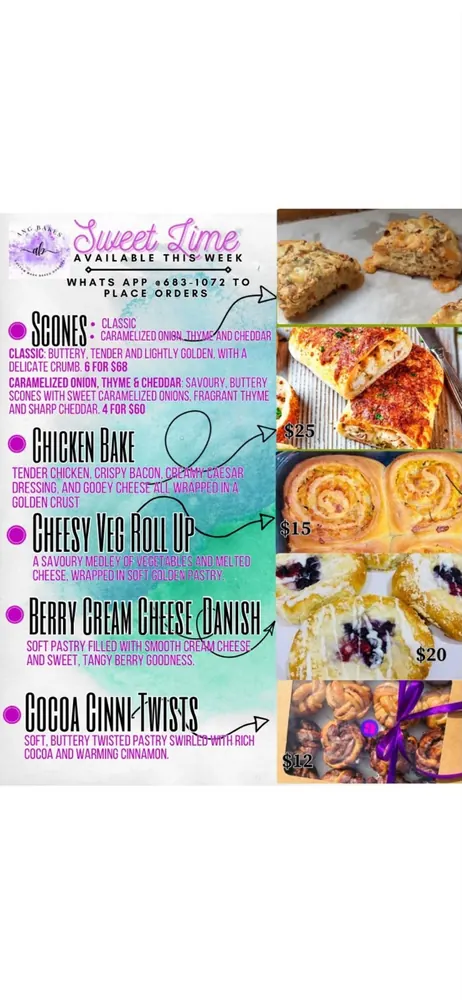 ANG BAKES
ab
Sweet Lime
AVAILABLE THIS WEEK
WHATS APP @683-1072 TO
PLACE ORDERS
SCONES • CLASSIC
• CARAMELIZED ONION, THYME AND CHEDDAR
CLASSIC: BUTTERY, TENDER AND LIGHTLY GOLDEN, WITH A
DELICATE CRUMB. 6 FOR $68
CARAMELIZED ONION, THYME & CHEDDAR: SAVOURY, BUTTERY
SCONES WITH SWEET CARAMELIZED ONIONS, FRAGRANT THYME
AND SHARP CHEDDAR. 4 FOR $60
CHICKEN BAKE
TENDER CHICKEN, CRISPY BACON, CREAMY CAESAR
DRESSING, AND GOOEY CHEESE ALL WRAPPED IN A
GOLDEN CRUST
$25
CHEESY VEG ROLL UP
A SAVOURY MEDLEY OF VEGETABLES AND MELTED
CHEESE, WRAPPED IN SOFT GOLDEN PASTRY.
$15
BERRY CREAM CHEESE DANISH
SOFT PASTRY FILLED WITH SMOOTH CREAM CHEESE
AND SWEET, TANGY BERRY GOODNESS.
$20
COCOA CINNI TWISTS
SOFT, BUTTERY TWISTED PASTRY SWIRLED WITH RICH
COCOA AND WARMING CINNAMON.
$12